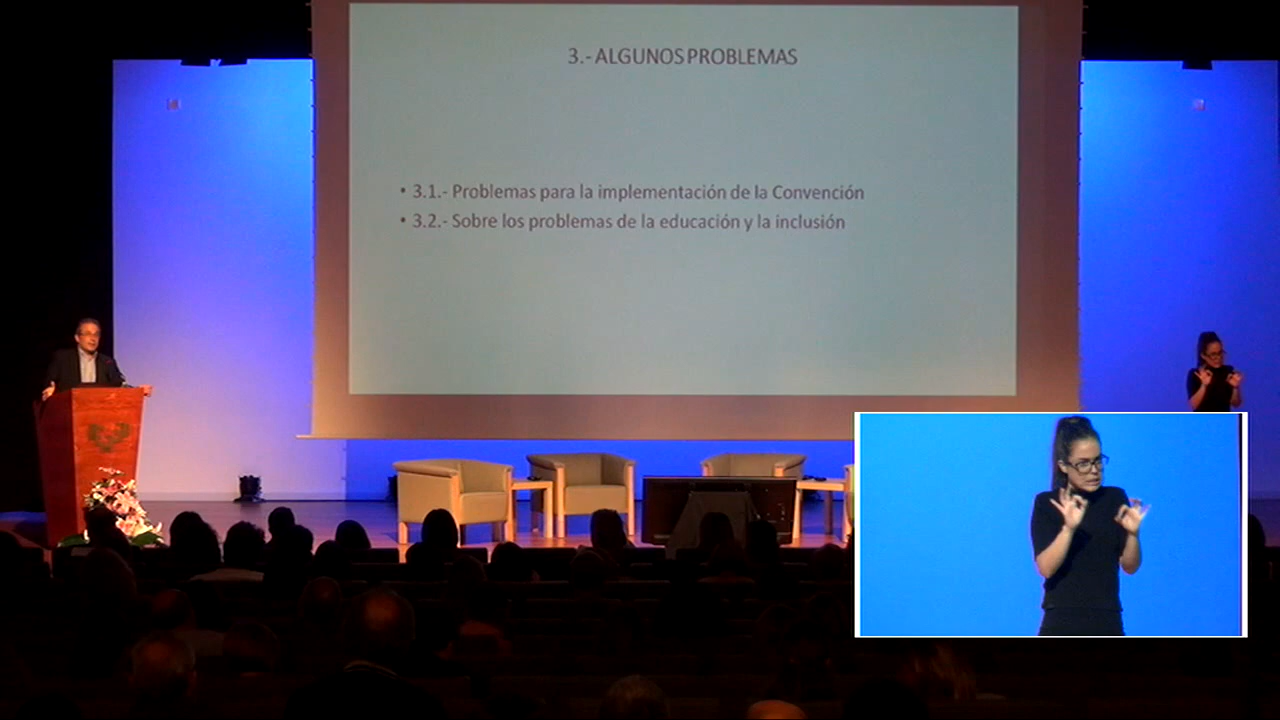 3.- ALGUNOS PROBLEMAS
• 3.1.- Problemas para la implementación de la Convención
• 3.2.- Sobre los problemas de la educación y la inclusión